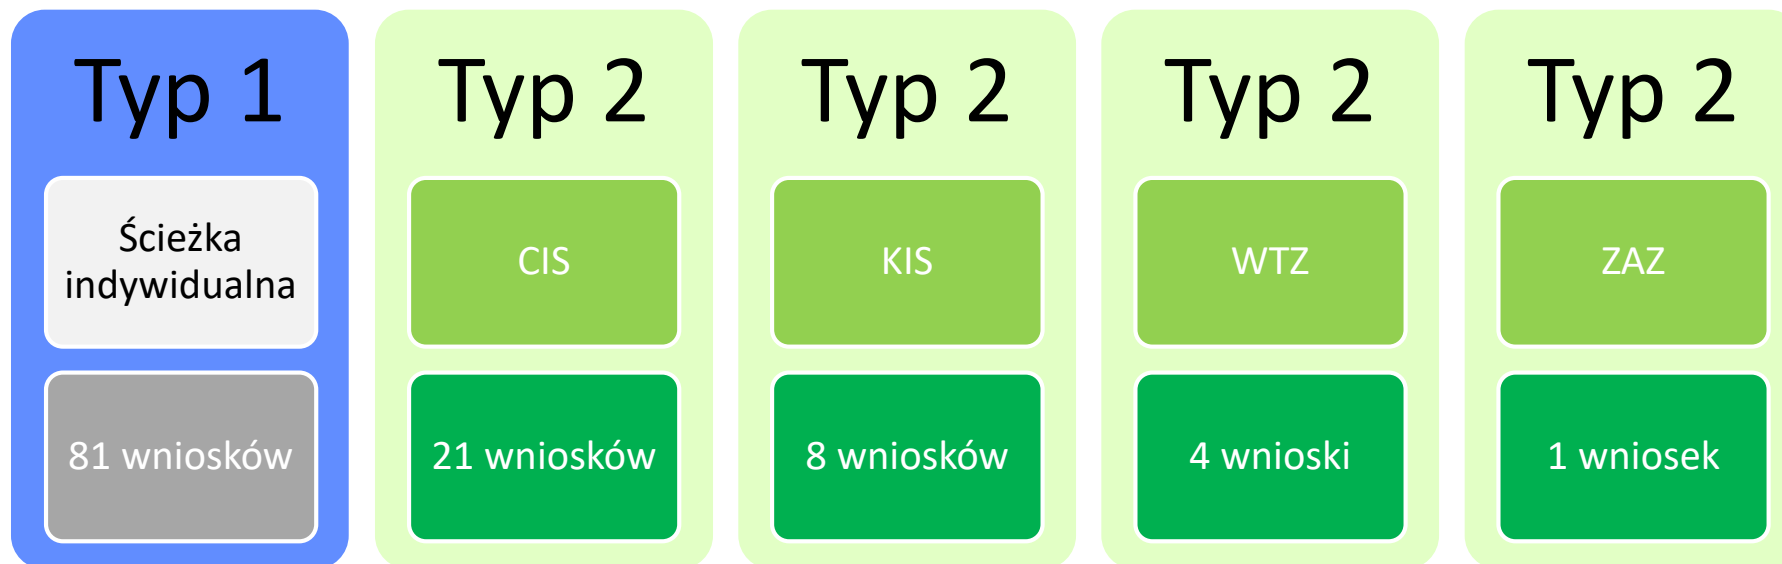 Typ 1
Ścieżka
indywidualna
81 wniosków
Typ 2
CIS
21 wniosków
Typ 2
KIS
8 wniosków
Typ 2
WTZ
4 wnioski
Typ 2
ZAZ
1 wniosek